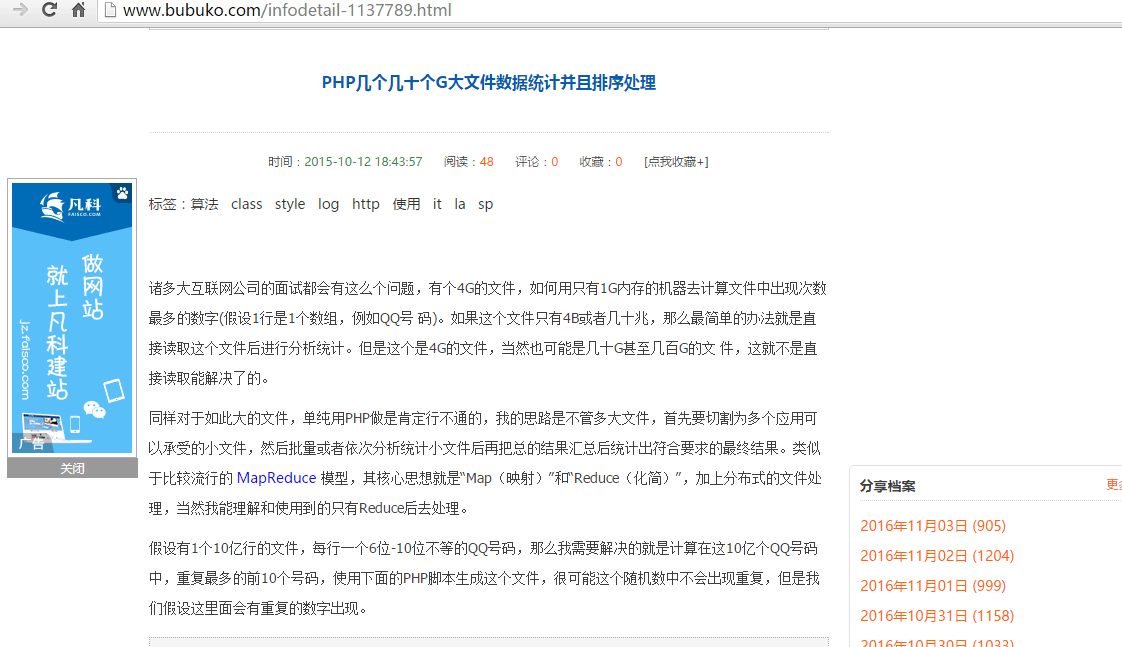 www.bubuko.com/infodetail-1137789.html
PHP几个几十个G大文件数据统计并且排序处理
时间：2015-10-12 18:43:57 阅读：48 评论：0 收藏：0 [点我收藏+]
标签：算法 class style log http 使用 it la sp
凡科
FAISCO.COM
做网站
就上凡科建站
jz.faisco.com
广告
关闭
诸多大互联网公司的面试都会有这么个问题，有个4G的文件，如何用只有1G内存的机器去计算文件中出现次数
最多的数字(假设1行是1个数组，例如QQ号 码)。如果这个文件只有4B或者几十兆，那么最简单的办法就是直
接读取这个文件后进行分析统计。但是这个是4G的文件，当然也可能是几十G甚至几百G的文 件，这就不是直
接读取能解决了的。
同样对于如此大的文件，单纯用PHP做是肯定行不通的，我的思路是不管多大文件，首先要切割为多个应用可
以承受的小文件，然后批量或者依次分析统计小文件后再把总的结果汇总后统计出符合要求的最终结果。类似
于比较流行的 MapReduce 模型，其核心思想就是“Map（映射）”和“Reduce（化简）”，加上分布式的文件处
理，当然我能理解和使用到的只有Reduce后去处理。
假设有1个10亿行的文件，每行一个6位-10位不等的QQ号码，那么我需要解决的就是计算在这10亿个QQ号码
中，重复最多的前10个号码，使用下面的PHP脚本生成这个文件，很可能这个随机数中不会出现重复，但是我
们假设这里面会有重复的数字出现。
分享档案
更多
2016年11月03日 (905)
2016年11月02日 (1204)
2016年11月01日 (999)
2016年10月31日 (1158)
2016年10月30日 (1033)